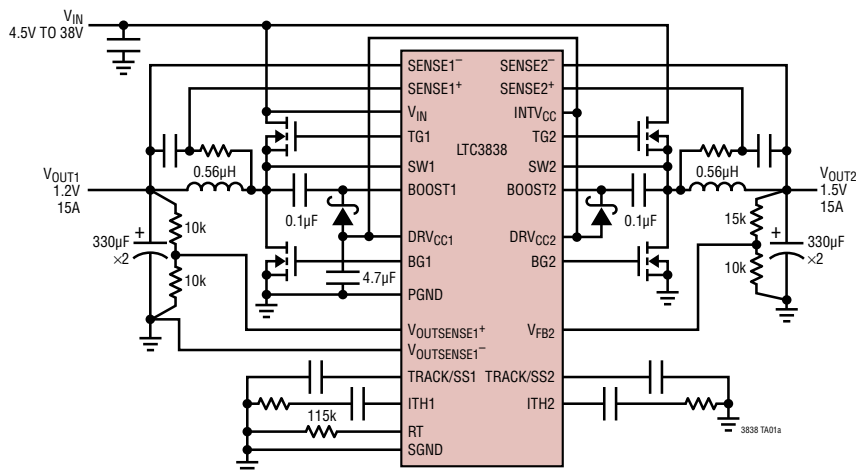 VIN
4.5V TO 38V
SENSE1–
SENSE2–
SENSE1+
SENSE2+
VIN
INTVCC
TG1
TG2
LTC3838
SW1
SW2
VOUT1
1.2V
15A
0.56µH
BOOST1
BOOST2
0.56µH
VOUT2
1.5V
15A
0.1µF
0.1µF
10k
15k
330µF
×2
+
DRVCC1
DRVCC2
+
330µF
×2
10k
4.7µF
BG1
BG2
10k
PGND
VOUTSENSE1+
VFB2
VOUTSENSE1–
TRACK/SS1
TRACK/SS2
ITH1
ITH2
115k
RT
3838 TA01a
SGND